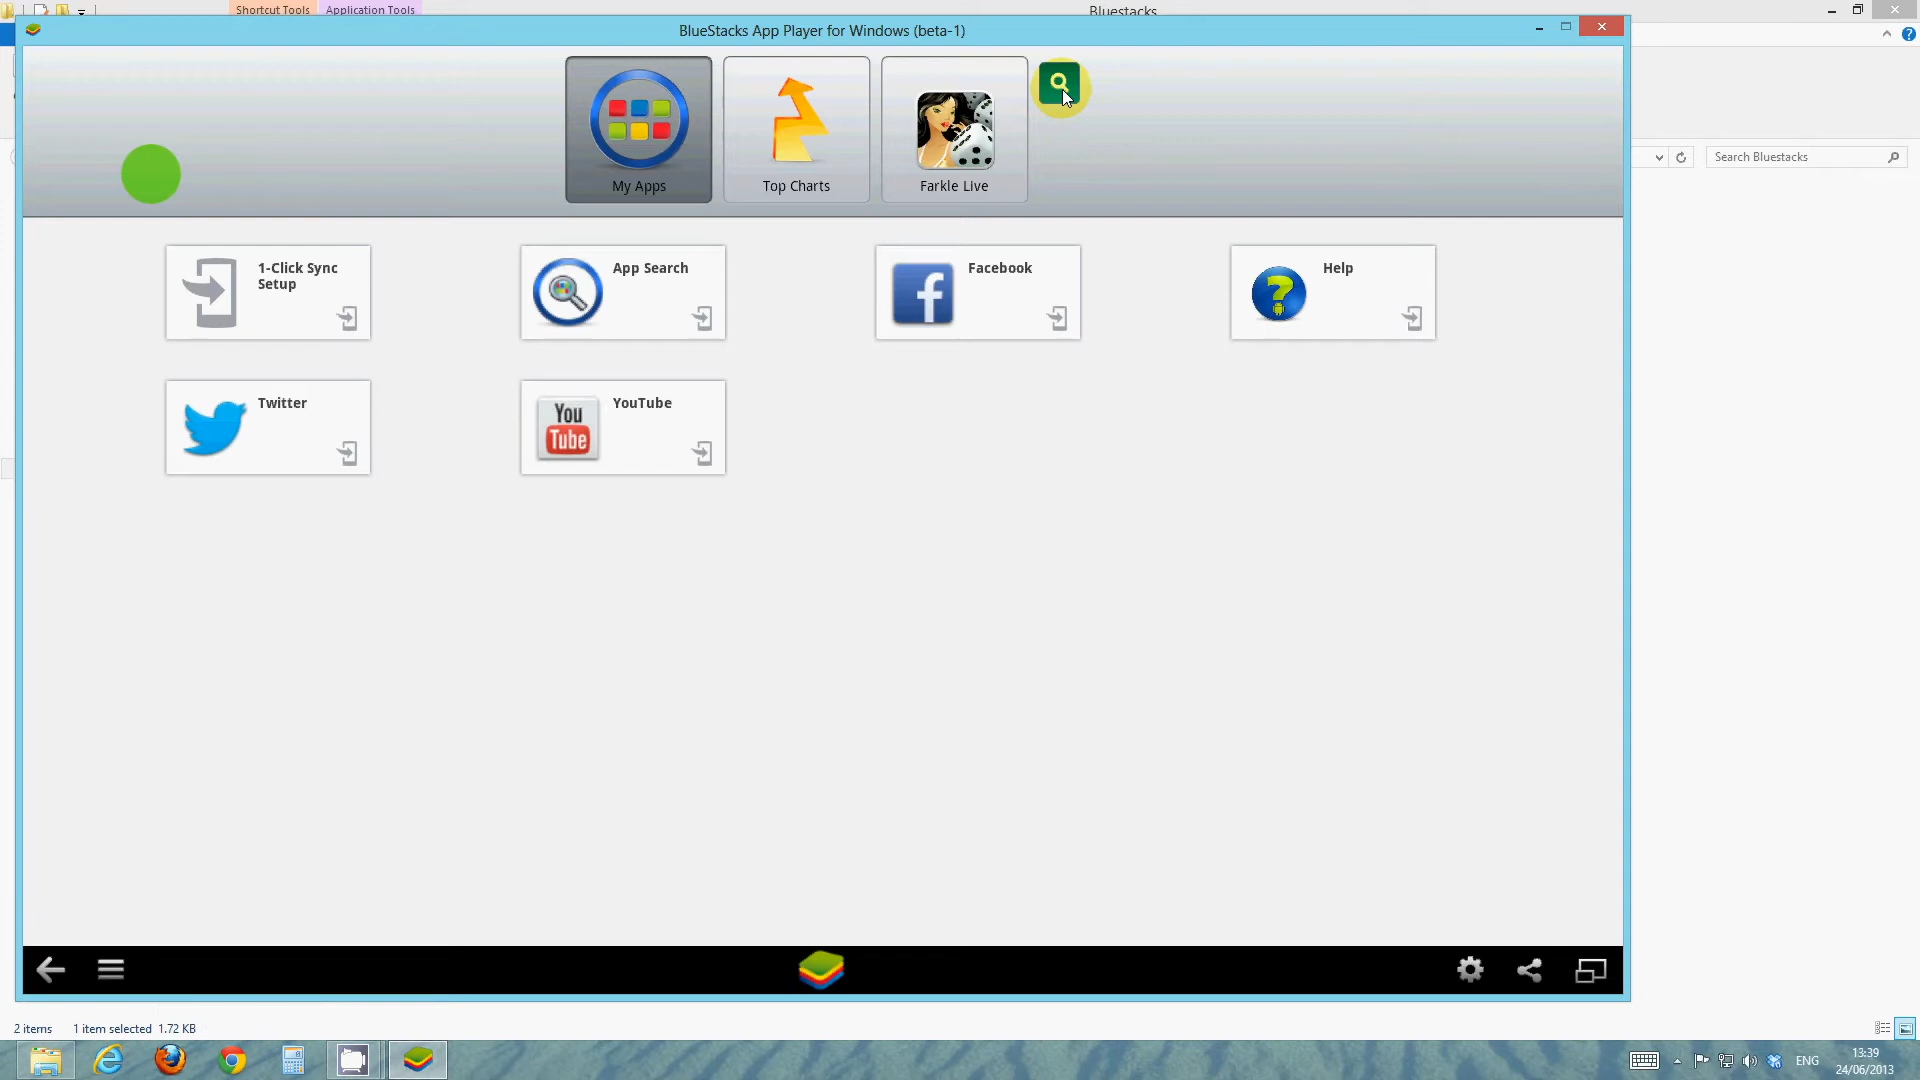 Shortcut Tools
Application Tools
Bluestacks
BlueStacks App Player for Windows (beta-1)
My Apps
Top Charts
Farkle Live
Search Bluestacks
1-Click Sync
Setup
App Search
Facebook
Help
Twitter
YouTube
You
Tube
2 items
1 item selected 1.72 KB
ENG
13:39
24/06/2013